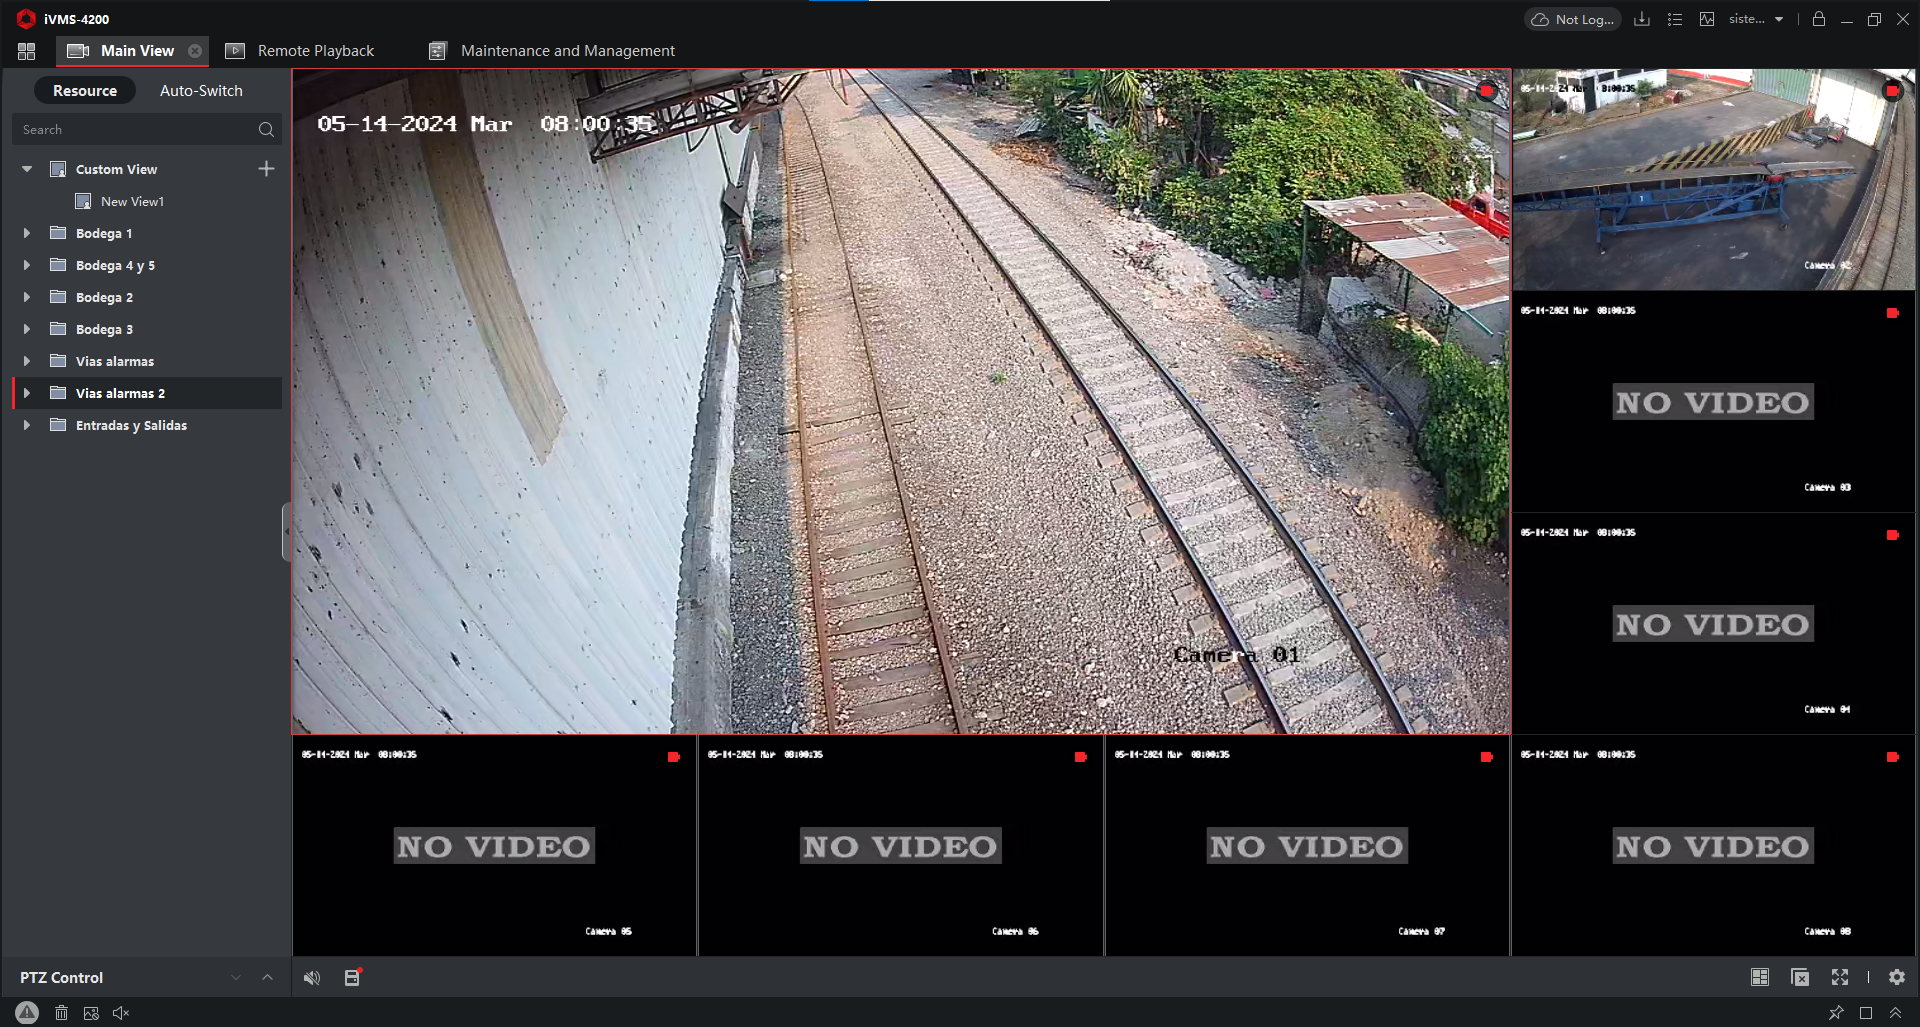 iVMS-4200
Not Log...
siste...
Main View
Remote Playback
Maintenance and Management
Resource
Auto-Switch
Search
Custom View
New View1
Bodega 1
Bodega 4 y 5
Bodega 2
Bodega 3
Vias alarmas
Vias alarmas 2
Entradas y Salidas
PTZ Control
05-14-2024 Mar 08:00:35
Camera 01
05-14-2024 Mar 08:00:35
1
Camera 02
05-14-2024 Mar 08:00:35
NO VIDEO
Camera 03
05-14-2024 Mar 08:00:35
NO VIDEO
Camera 04
05-14-2024 Mar 08:00:35
NO VIDEO
Camera 05
05-14-2024 Mar 08:00:35
NO VIDEO
Camera 06
05-14-2024 Mar 08:00:35
NO VIDEO
Camera 07
05-14-2024 Mar 08:00:35
NO VIDEO
Camera 08